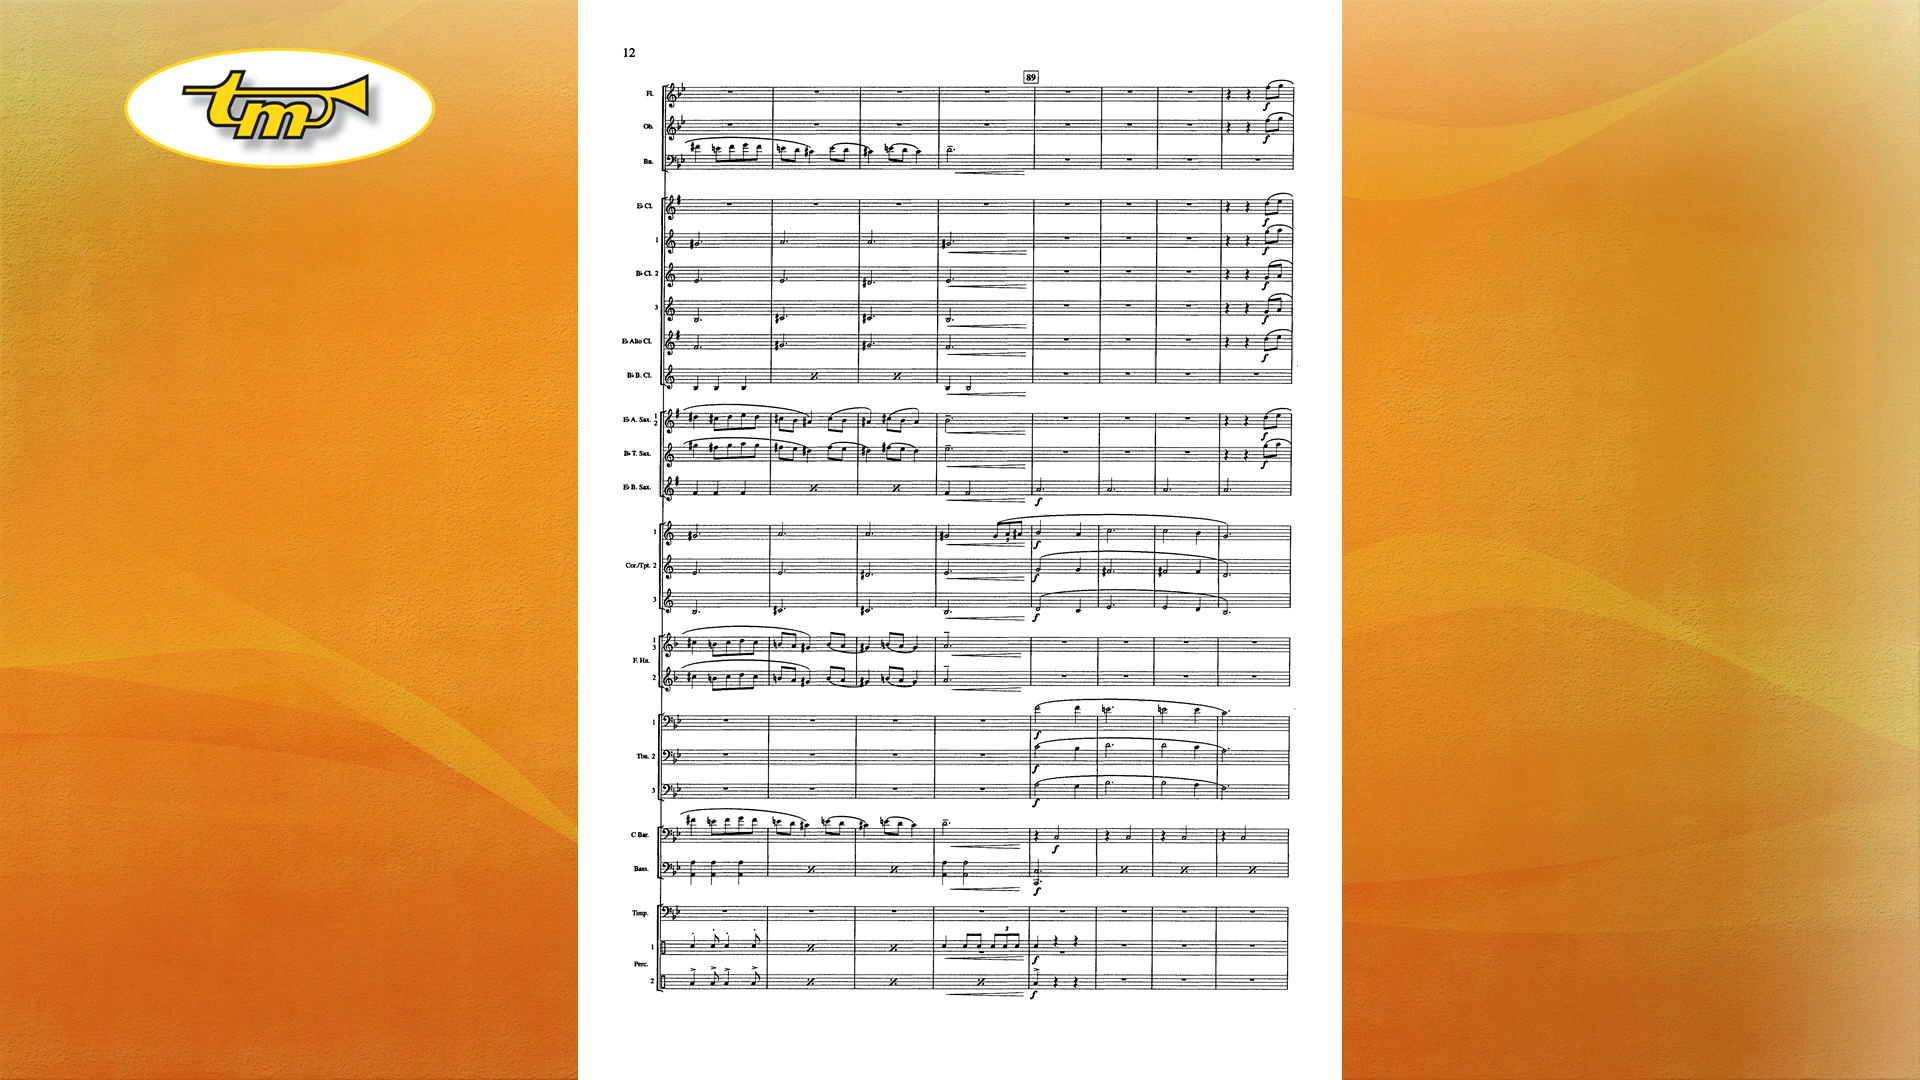 tm
12
89
Fl.
Ob.
Bn.
E♭ Cl.
1
B♭ Cl. 2
3
E♭ Alto Cl.
B♭ B. Cl.
E♭ A. Sax. 1
2
B♭ T. Sax.
E♭ B. Sax.
1
Cor./Tpt. 2
3
1
3
F. Hn.
2
1
Tbn. 2
3
C Bar.
Bass.
Timp.
1
Perc.
2